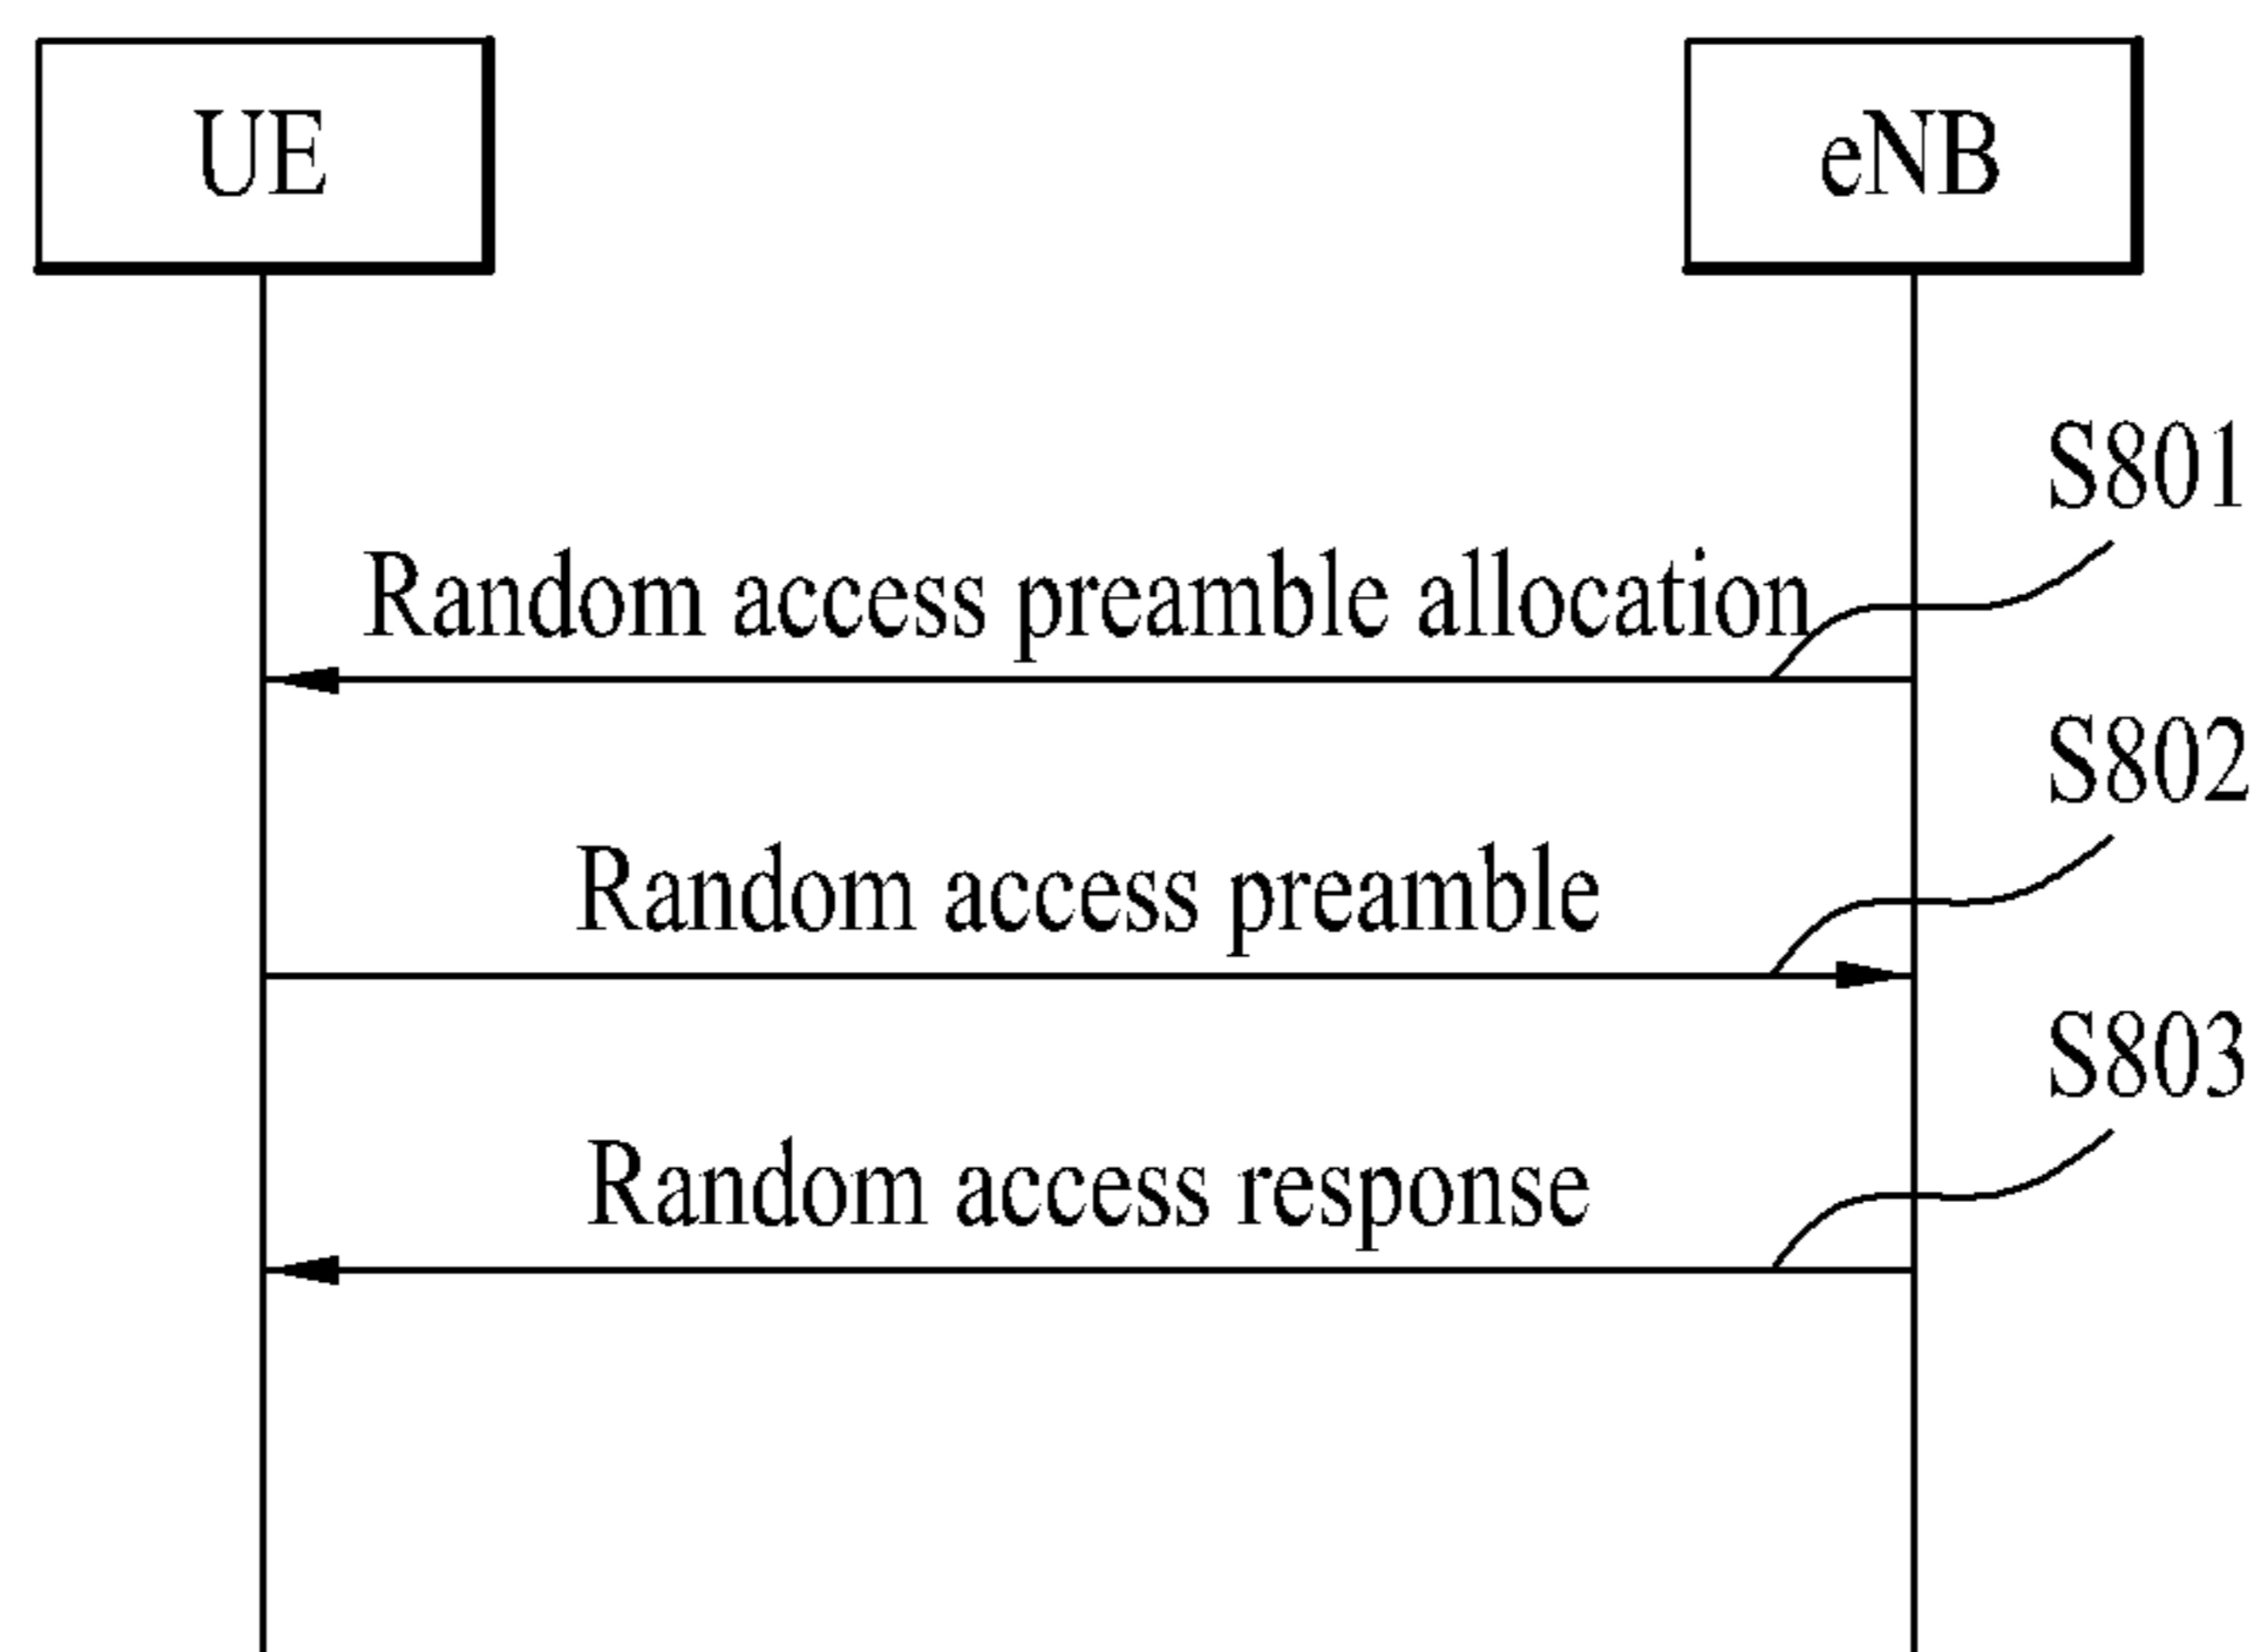 UE
eNB
S801
Random access preamble allocation
S802
Random access preamble
S803
Random access response